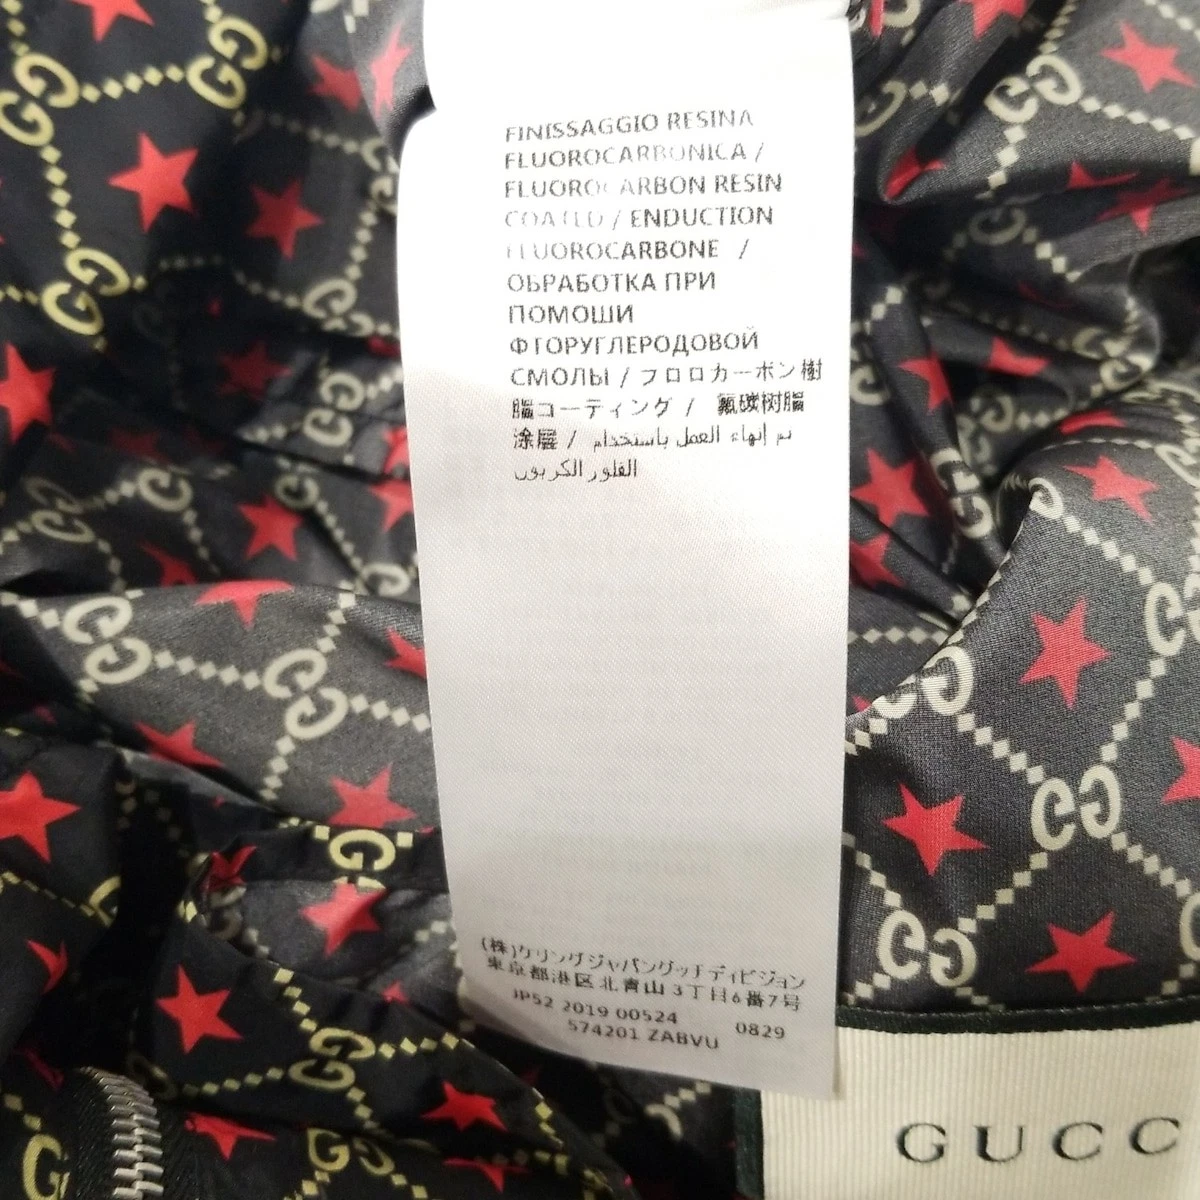 FINISSAGGIO RESINA
FLUOROCARBONICA /
FLUOROCARBON RESIN
COATED / ENDUCTION
FLUOROCARBONE /
ОБРАБОТКА ПРИ
ПОМОШИ
ФТОРУГЛЕРОДОВОЙ
СМОЛЫ / フロロカーボン樹
脂コーティング / 氟碳树脂
涂层 / تم إنهاء العمل باستخدام
الفلور الكربون
(株)ケリングジャパングッチディビジョン
東京都港区北青山3丁目6番7号
JP52 2019 00524 0829
574201 ZABVU
GUCC